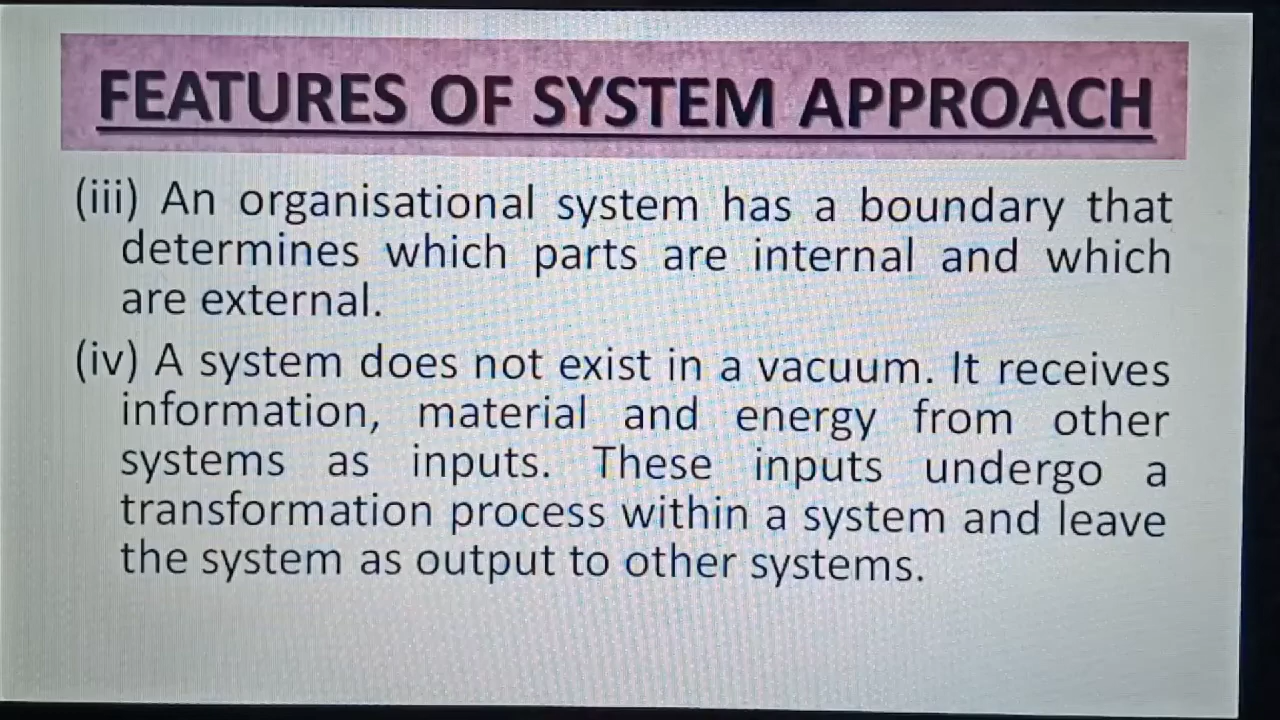 FEATURES OF SYSTEM APPROACH
(iii) An organisational system has a boundary that
determines which parts are internal and which
are external.
(iv) A system does not exist in a vacuum. It receives
information, material and energy from other
systems as inputs. These inputs undergo a
transformation process within a system and leave
the system as output to other systems.